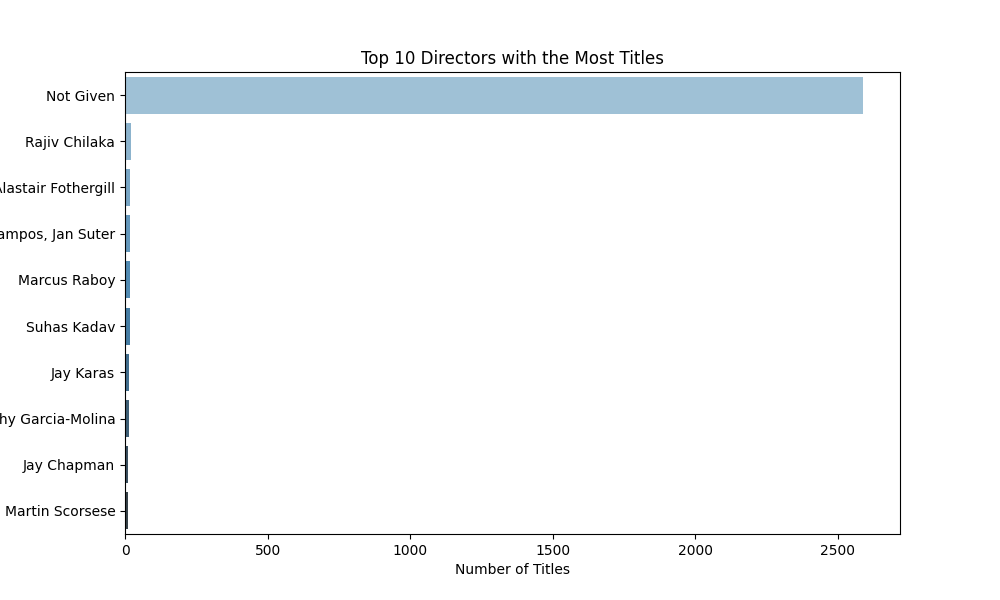 Top 10 Directors with the Most Titles
Not Given
Rajiv Chilaka
Alastair Fothergill
ampos, Jan Suter
Marcus Raboy
Suhas Kadav
Jay Karas
hy Garcia-Molina
Jay Chapman
Martin Scorsese
0 500 1000 1500 2000 2500
Number of Titles